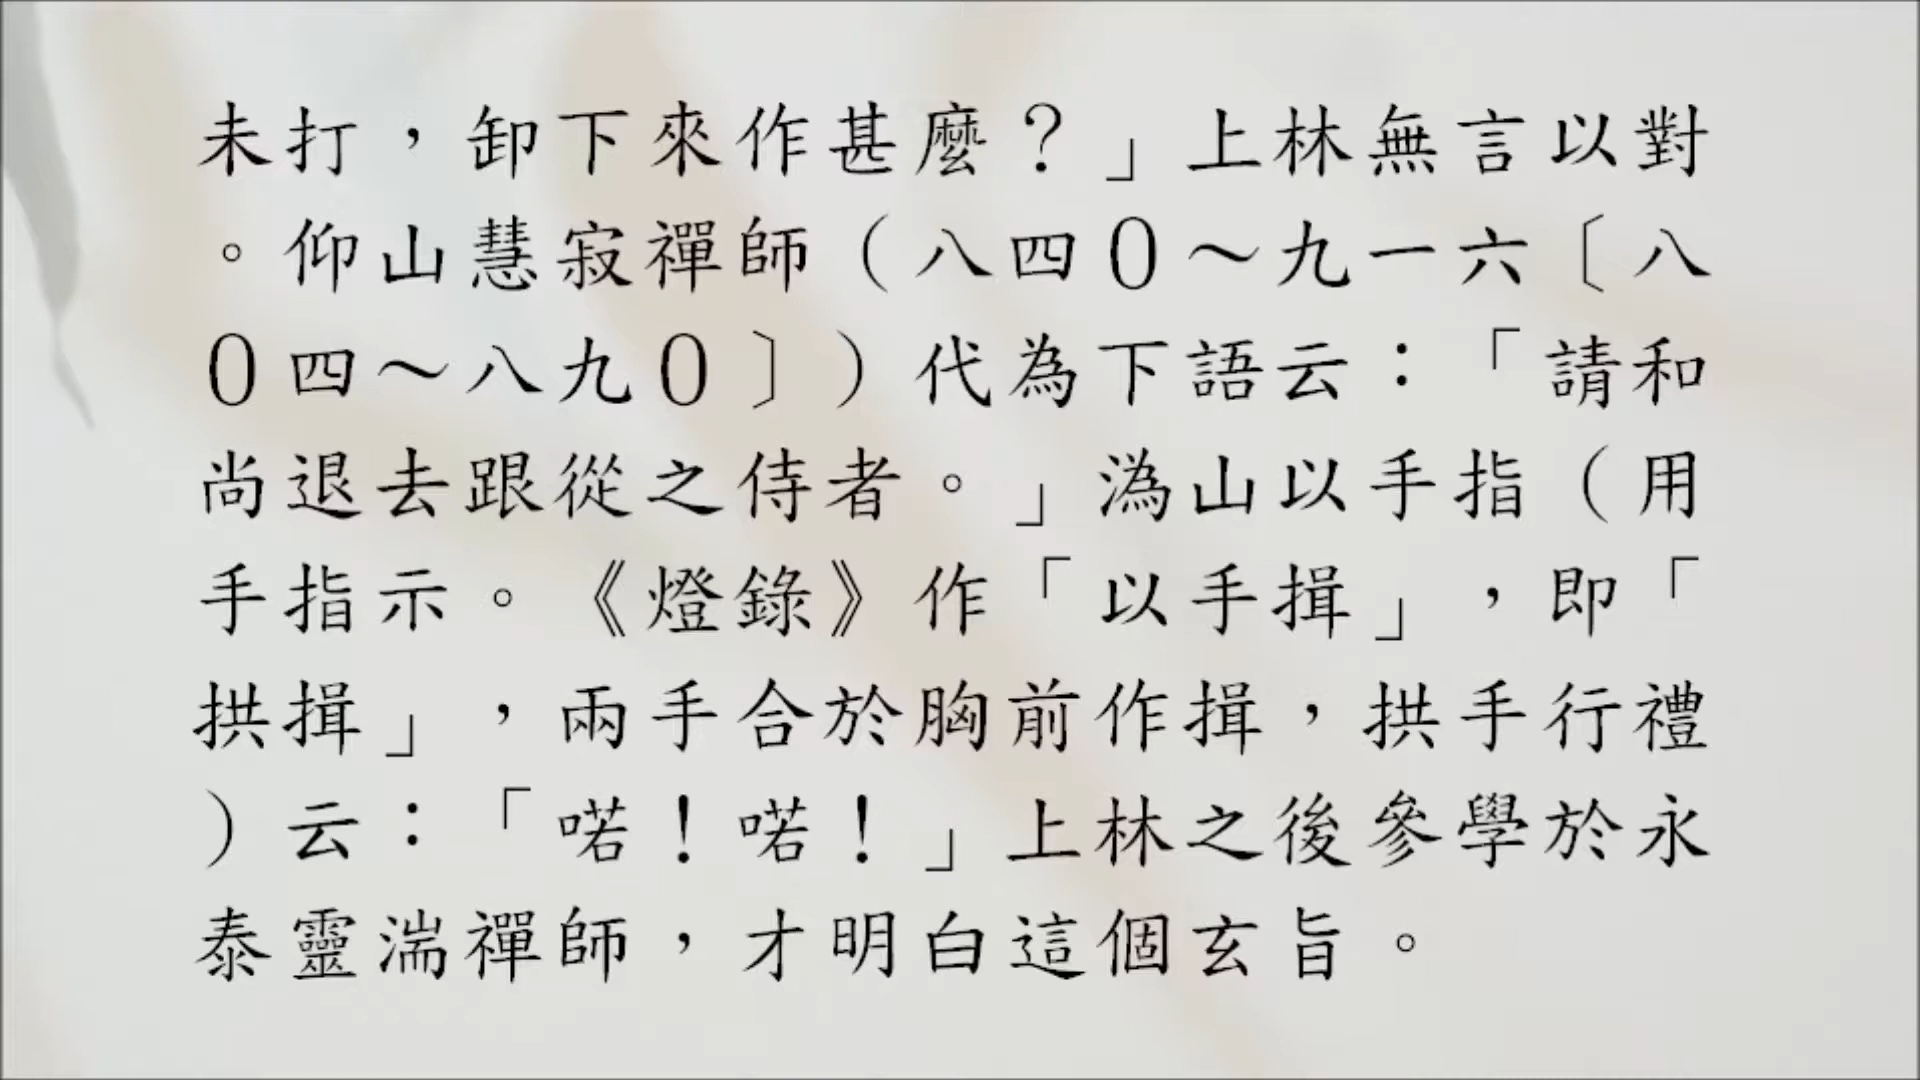 未打，卸下來作甚麼？」上林無言以對
。仰山慧寂禪師（八四０～九一六〔八
０四～八九０〕）代為下語云：「請和
尚退去跟從之侍者。」溈山以手指（用
手指示。《燈錄》作「以手揖」，即「
拱揖」，兩手合於胸前作揖，拱手行禮
）云：「喏！喏！」上林之後參學於永
泰靈湍禪師，才明白這個玄旨。